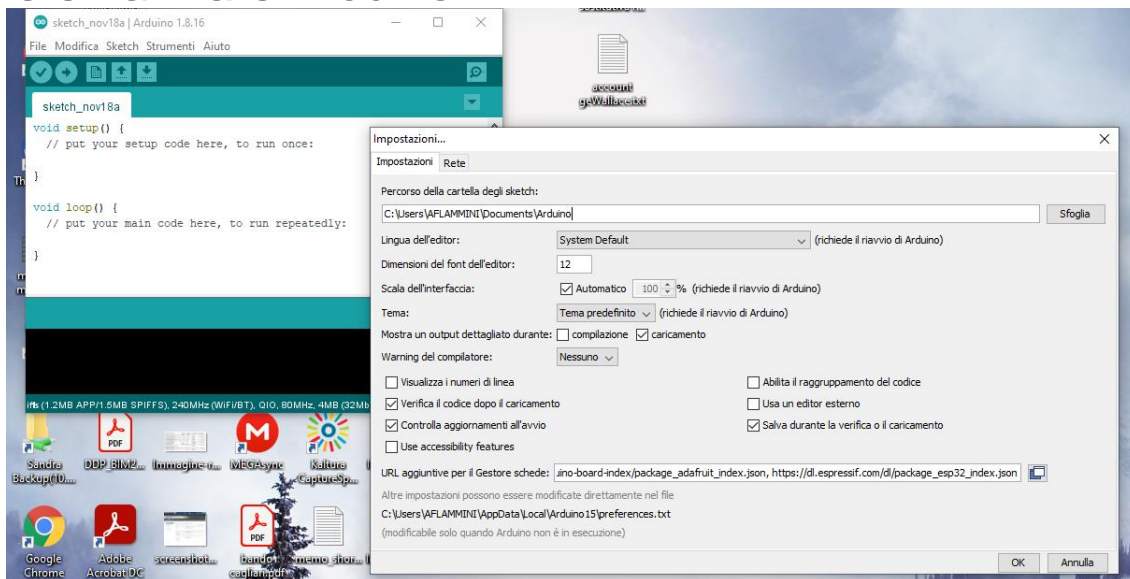 sketch_nov18a | Arduino 1.8.16
File Modifica Sketch Strumenti Aiuto
sketch_nov18a
void setup() {
// put your setup code here, to run once:
}
void loop() {
// put your main code here, to run repeatedly:
}
(1.2MB APP/1.5MB SPIFFS), 240MHz (WiFi/BT), QIO, 80MHz, 4MB (32Mb
account
Impostazioni...
Impostazioni Rete
Percorso della cartella degli sketch:
C:\Users\AFLAMMINI\Documents\Arduino
Sfoglia
Lingua dell'editor: System Default (richiede il riavvio di Arduino)
Dimensioni del font dell'editor: 12
Scala dell'interfaccia: Automatico 100 % (richiede il riavvio di Arduino)
Tema: Tema predefinito (richiede il riavvio di Arduino)
Mostra un output dettagliato durante: compilazione caricamento
Warning del compilatore: Nessuno
Visualizza i numeri di linea Abilita il raggruppamento del codice
Verifica il codice dopo il caricamento Usa un editor esterno
Controlla aggiornamenti all'avvio Salva durante la verifica o il caricamento
Use accessibility features
URL aggiuntive per il Gestore schede: ino-board-index/package_adafruit_index.json, https://dl.espressif.com/dl/package_esp32_index.json
Altre impostazioni possono essere modificate direttamente nel file
C:\Users\AFLAMMINI\AppData\Local\Arduino15\preferences.txt
(modificabile solo quando Arduino non è in esecuzione)
OK Annulla
PDF
Sandra MEGAsync Kaltura
PDF
Google Adobe screenshot... bando
Chrome Acrobat DC cagliari.pdf